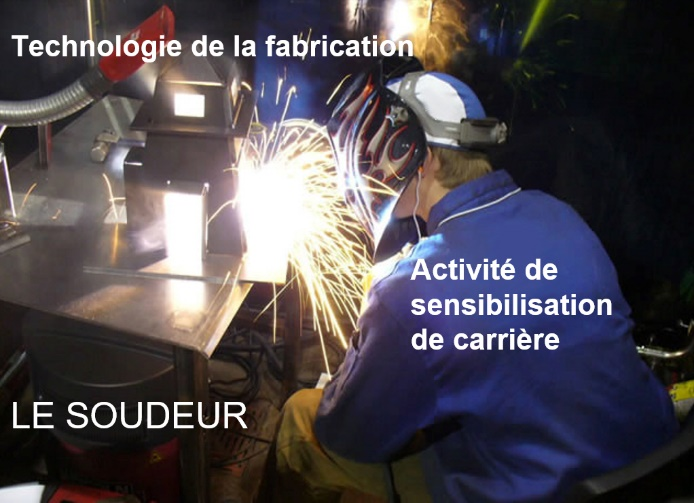 Technologie de la fabrication
Activité de
sensibilisation
de carrière
LE SOUDEUR